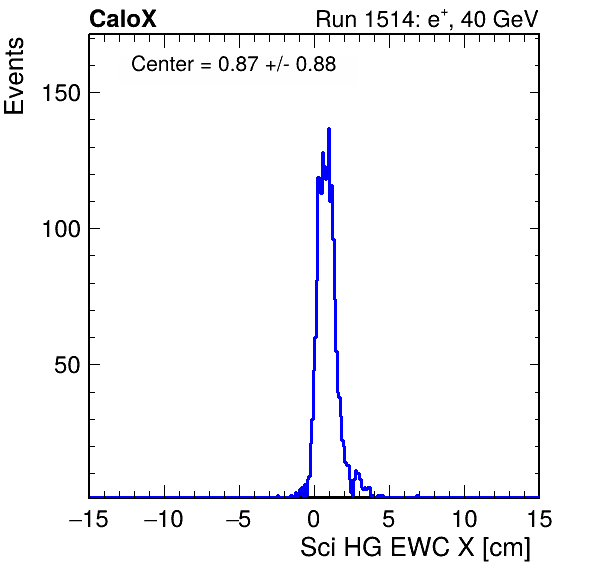 CaloX Run 1514: e⁺, 40 GeV
Center = 0.87 +/- 0.88
Events
150
100
50
−15 −10 −5 0 5 10 15
Sci HG EWC X [cm]